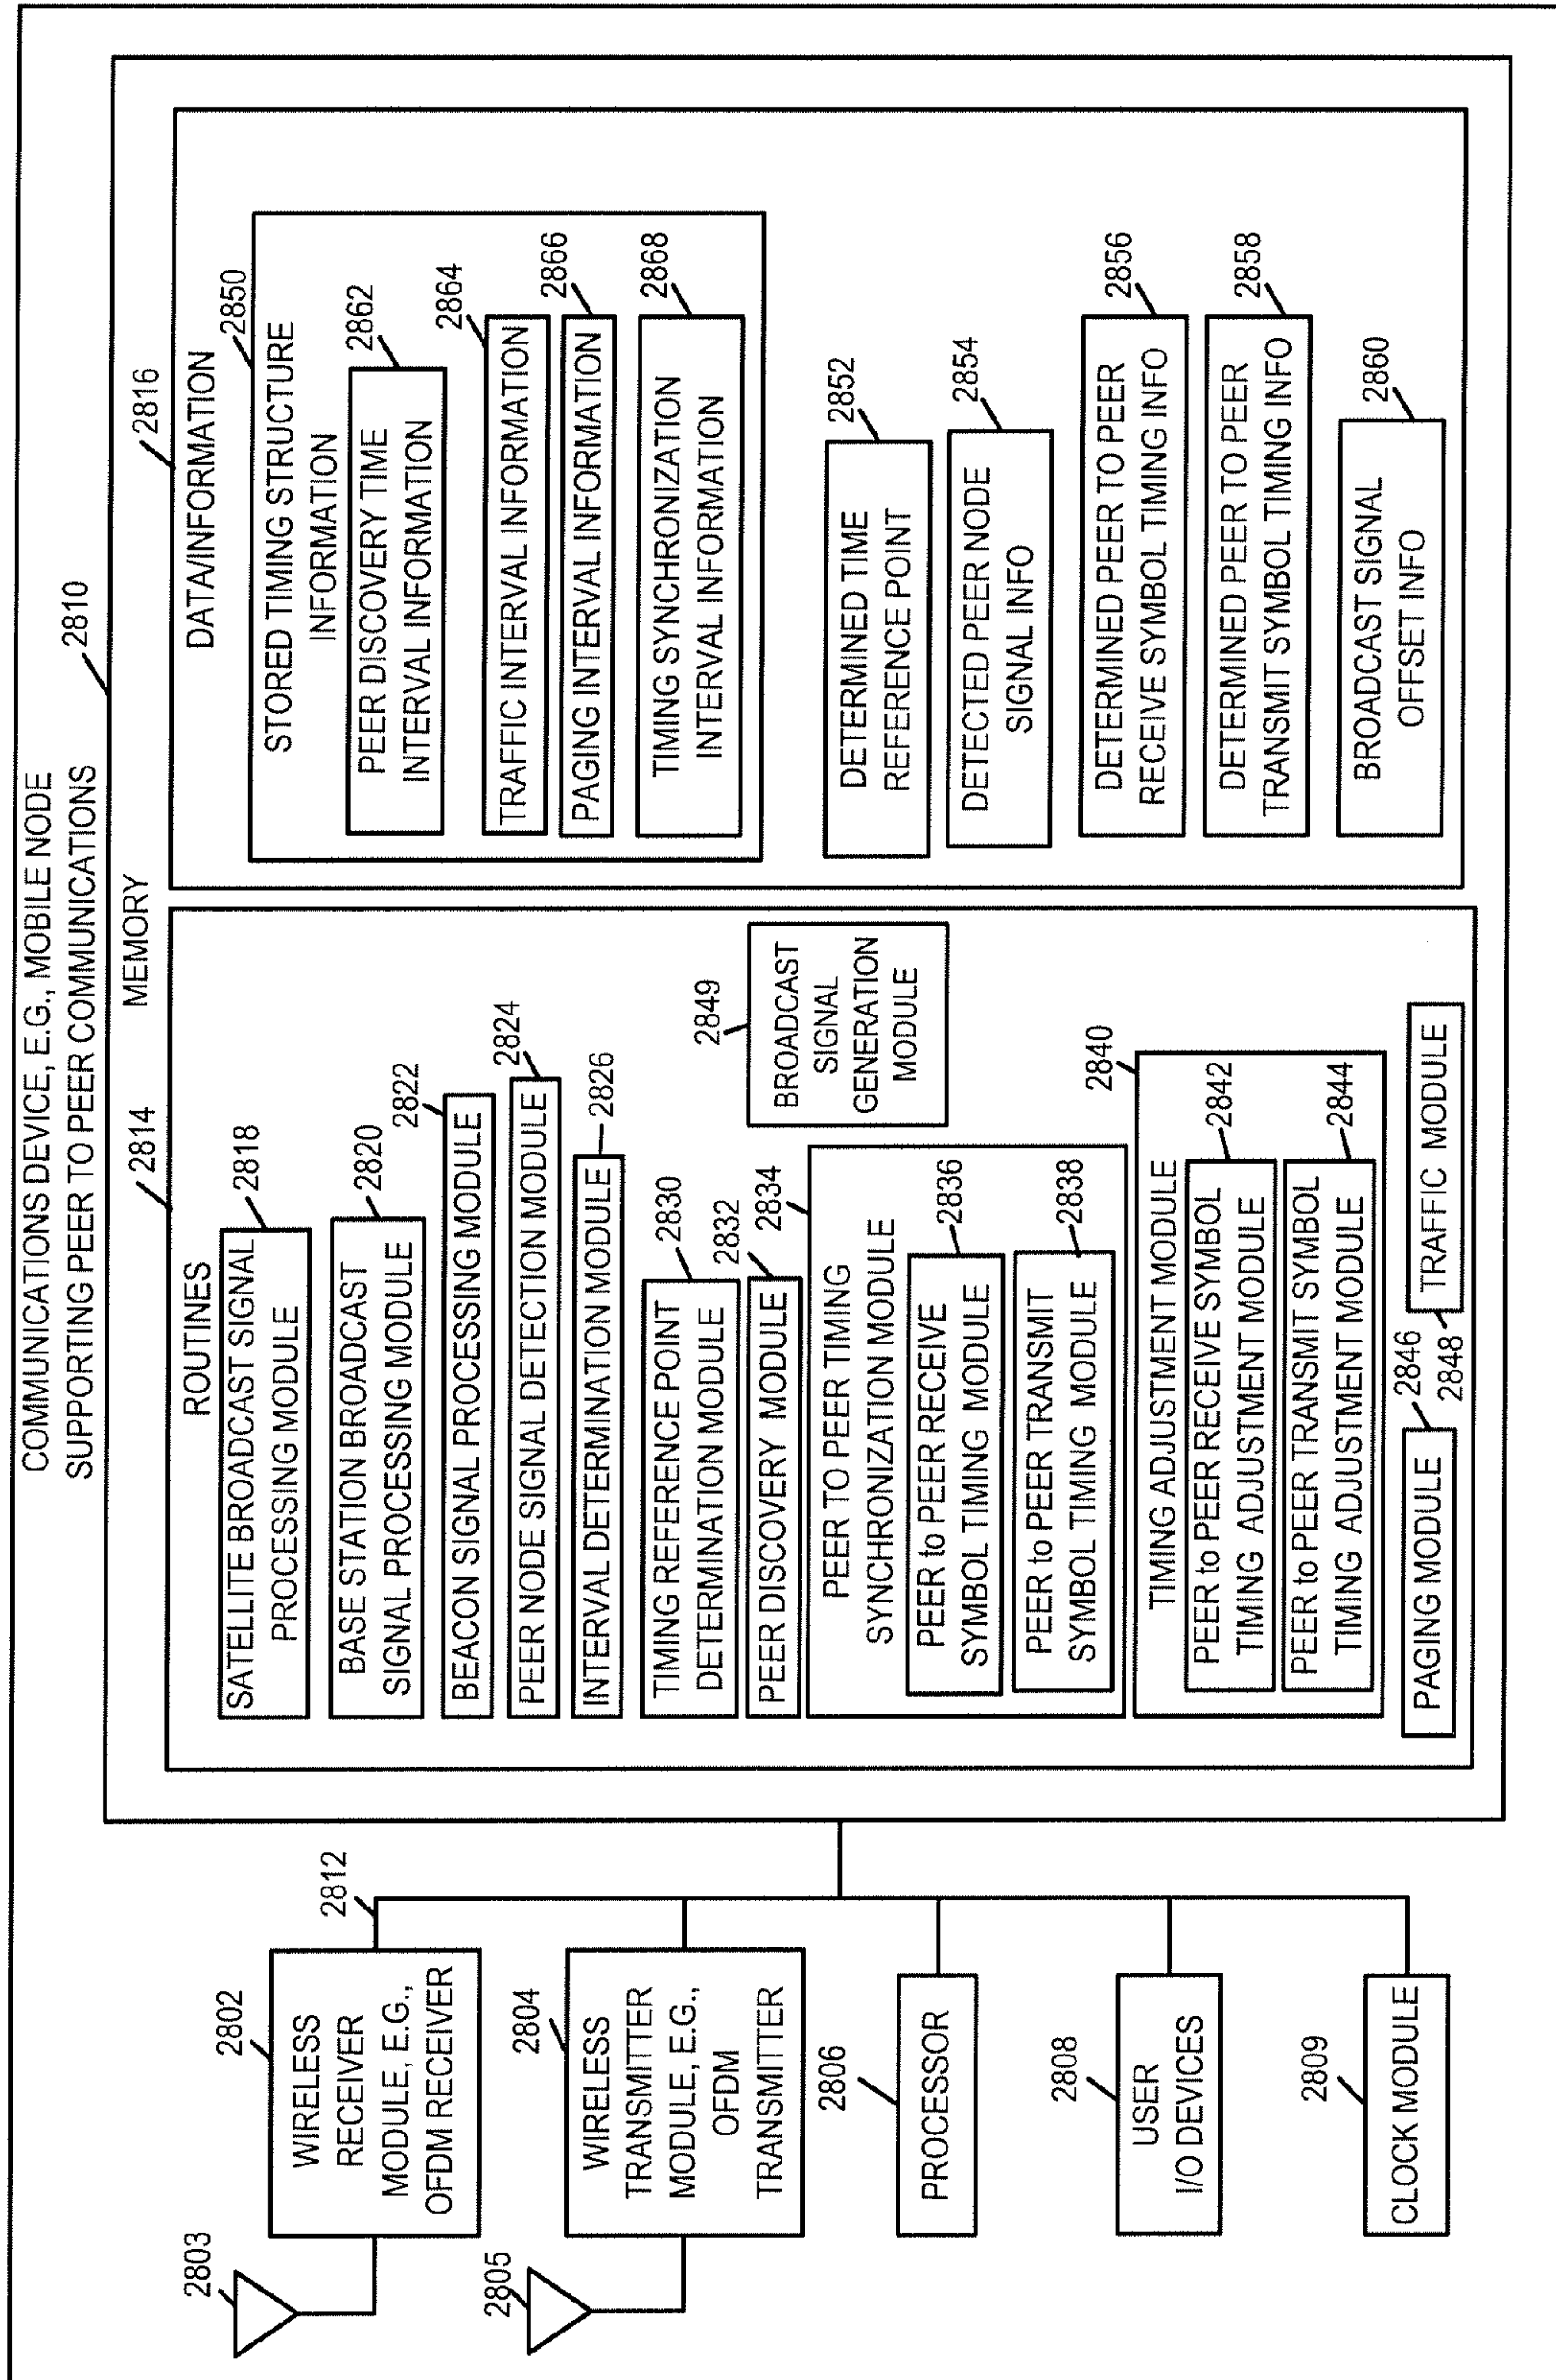 COMMUNICATIONS DEVICE, E.G., MOBILE NODE
SUPPORTING PEER TO PEER COMMUNICATIONS
2810
MEMORY
2803
2802
WIRELESS
RECEIVER
MODULE, E.G.,
OFDM RECEIVER
2812
2805
2804
WIRELESS
TRANSMITTER
MODULE, E.G.,
OFDM
TRANSMITTER
2806
PROCESSOR
2808
USER
I/O DEVICES
2809
CLOCK MODULE
2814
ROUTINES
SATELLITE BROADCAST SIGNAL
PROCESSING MODULE
2818
BASE STATION BROADCAST
SIGNAL PROCESSING MODULE
2820
BEACON SIGNAL PROCESSING MODULE
2822
PEER NODE SIGNAL DETECTION MODULE
2824
INTERVAL DETERMINATION MODULE
2826
TIMING REFERENCE POINT
DETERMINATION MODULE
2830
PEER DISCOVERY MODULE
2832
2834
PEER TO PEER TIMING
SYNCHRONIZATION MODULE
PEER to PEER RECEIVE
SYMBOL TIMING MODULE
2836
PEER to PEER TRANSMIT
SYMBOL TIMING MODULE
2838
2849
BROADCAST
SIGNAL
GENERATION
MODULE
2840
TIMING ADJUSTMENT MODULE
PEER to PEER RECEIVE SYMBOL
TIMING ADJUSTMENT MODULE
2842
PEER to PEER TRANSMIT SYMBOL
TIMING ADJUSTMENT MODULE
2844
PAGING MODULE
2846
2848
TRAFFIC MODULE
2816
DATA/INFORMATION
2850
STORED TIMING STRUCTURE
INFORMATION
PEER DISCOVERY TIME
INTERVAL INFORMATION
2862
TRAFFIC INTERVAL INFORMATION
2864
PAGING INTERVAL INFORMATION
2866
TIMING SYNCHRONIZATION
INTERVAL INFORMATION
2868
DETERMINED TIME
REFERENCE POINT
2852
DETECTED PEER NODE
SIGNAL INFO
2854
DETERMINED PEER TO PEER
RECEIVE SYMBOL TIMING INFO
2856
DETERMINED PEER TO PEER
TRANSMIT SYMBOL TIMING INFO
2858
BROADCAST SIGNAL
OFFSET INFO
2860